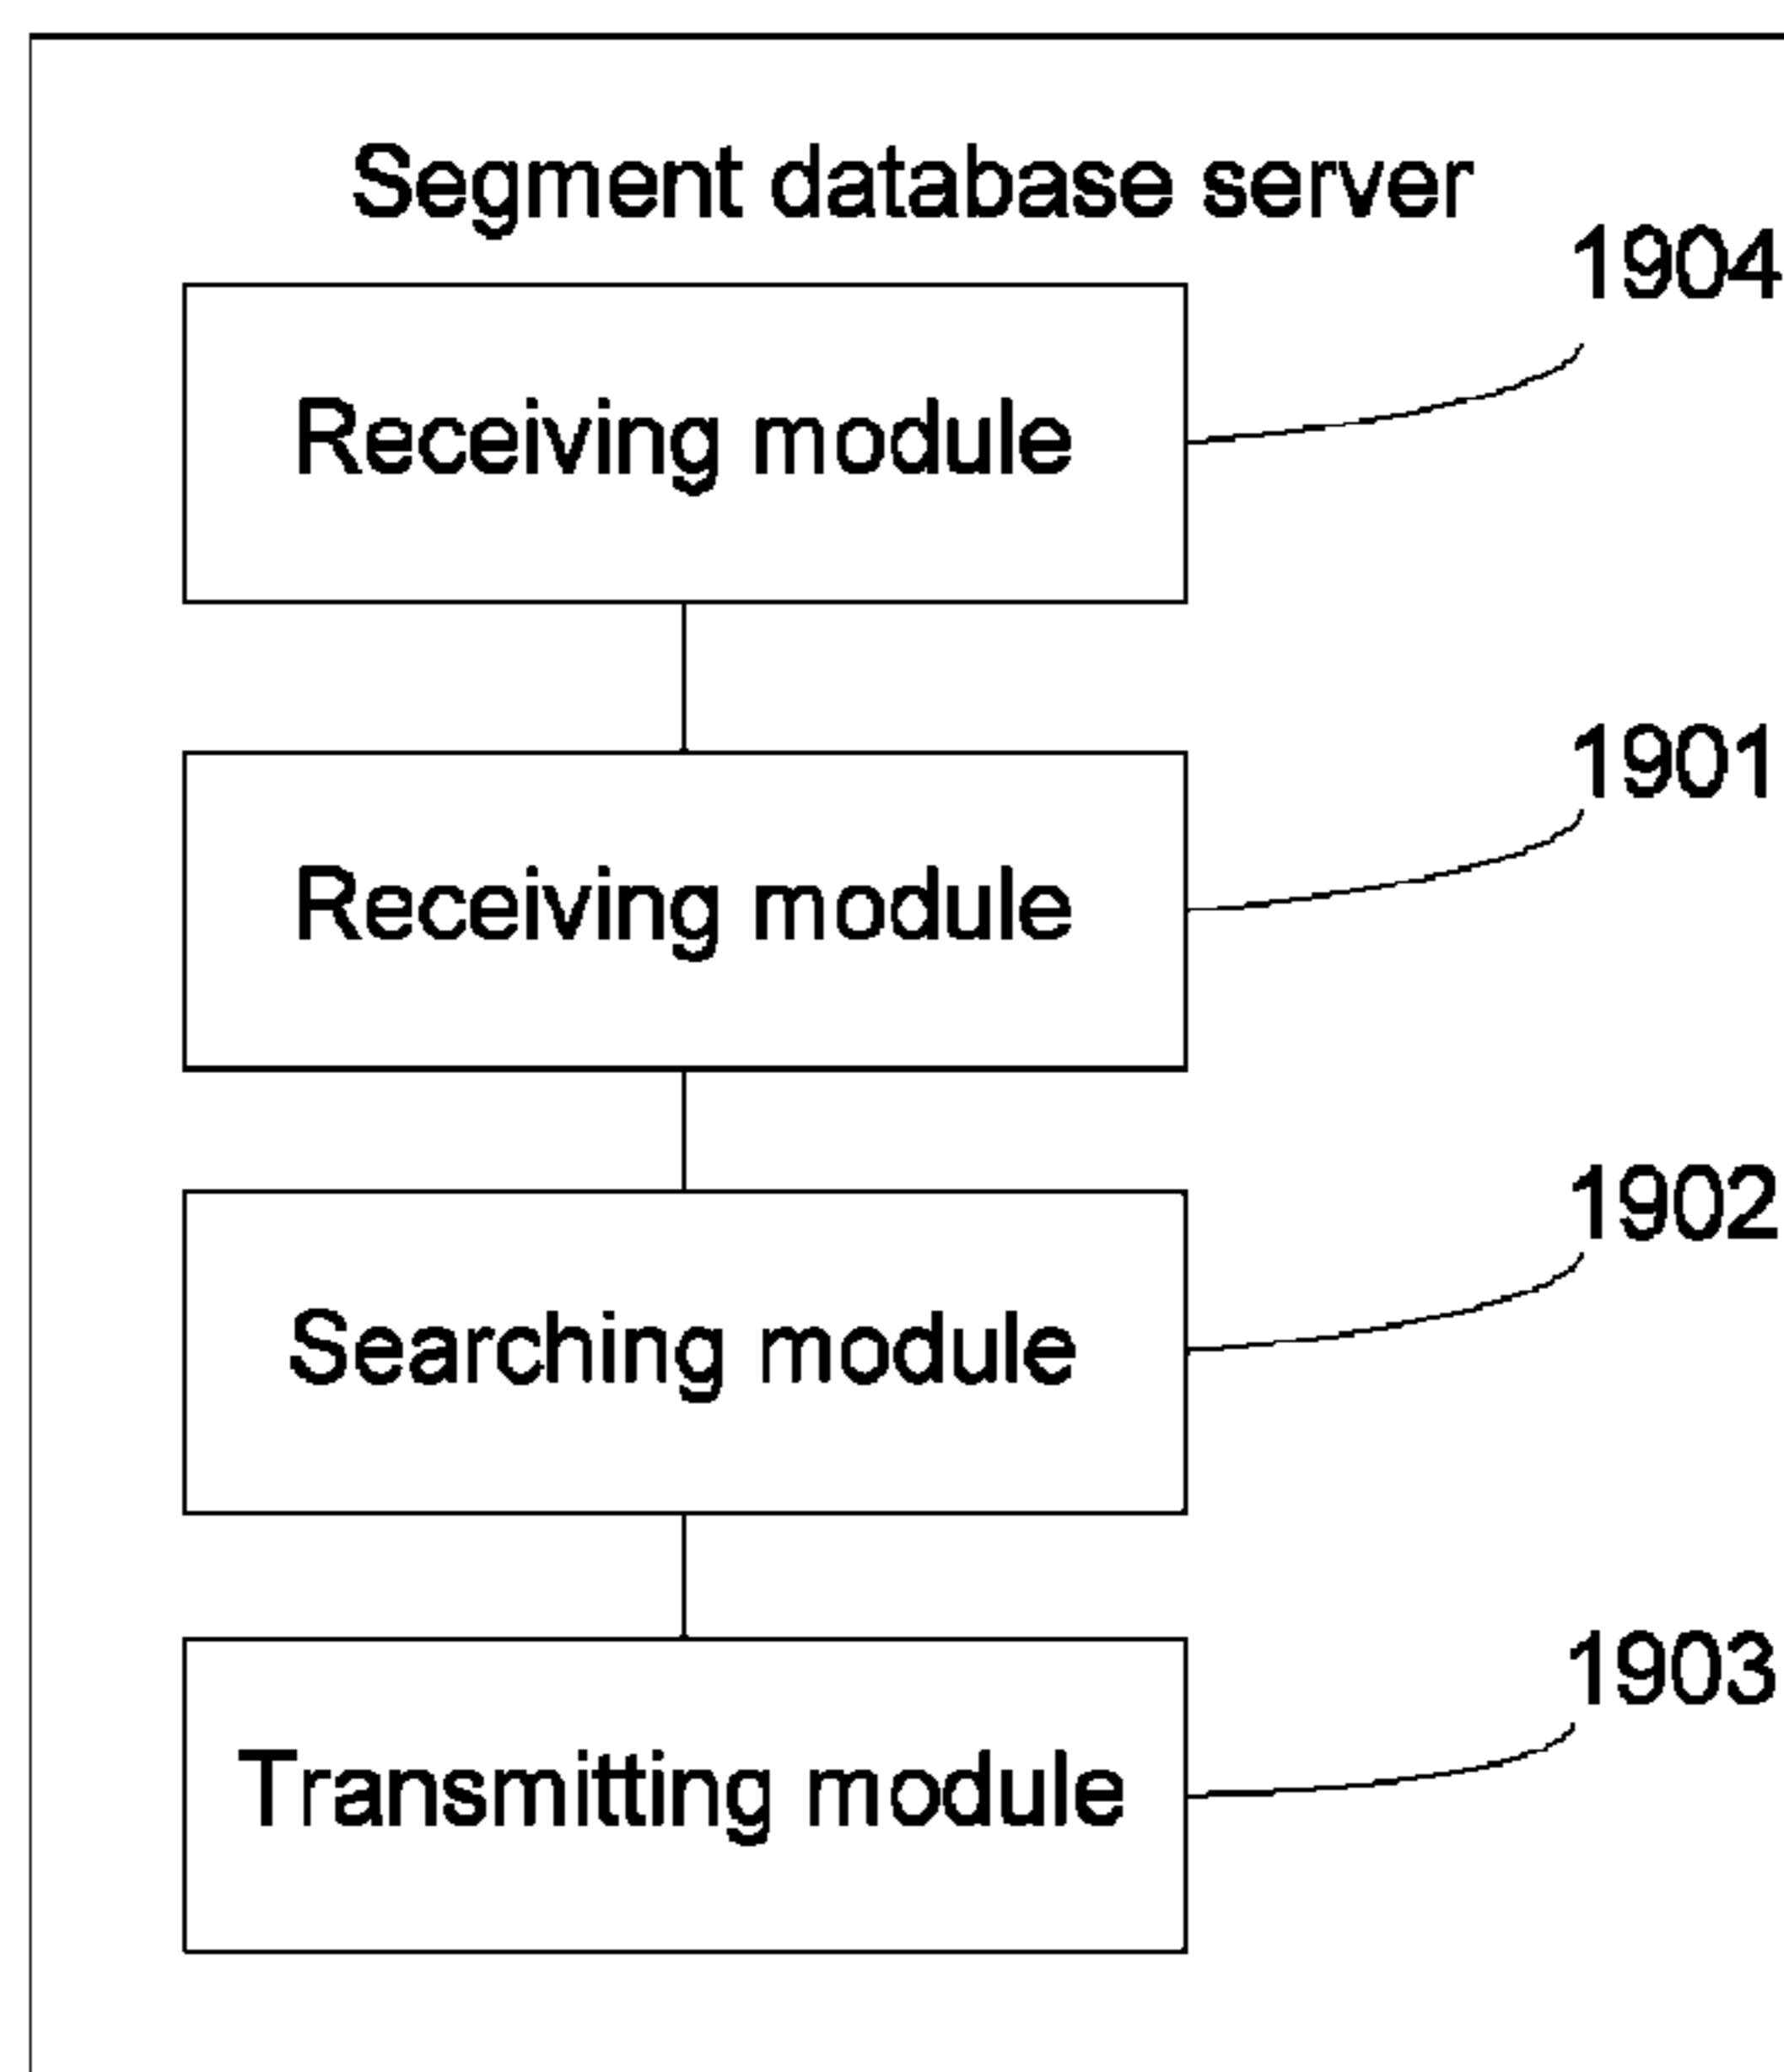 Segment database server
1904
Receiving module
1901
Receiving module
1902
Searching module
1903
Transmitting module